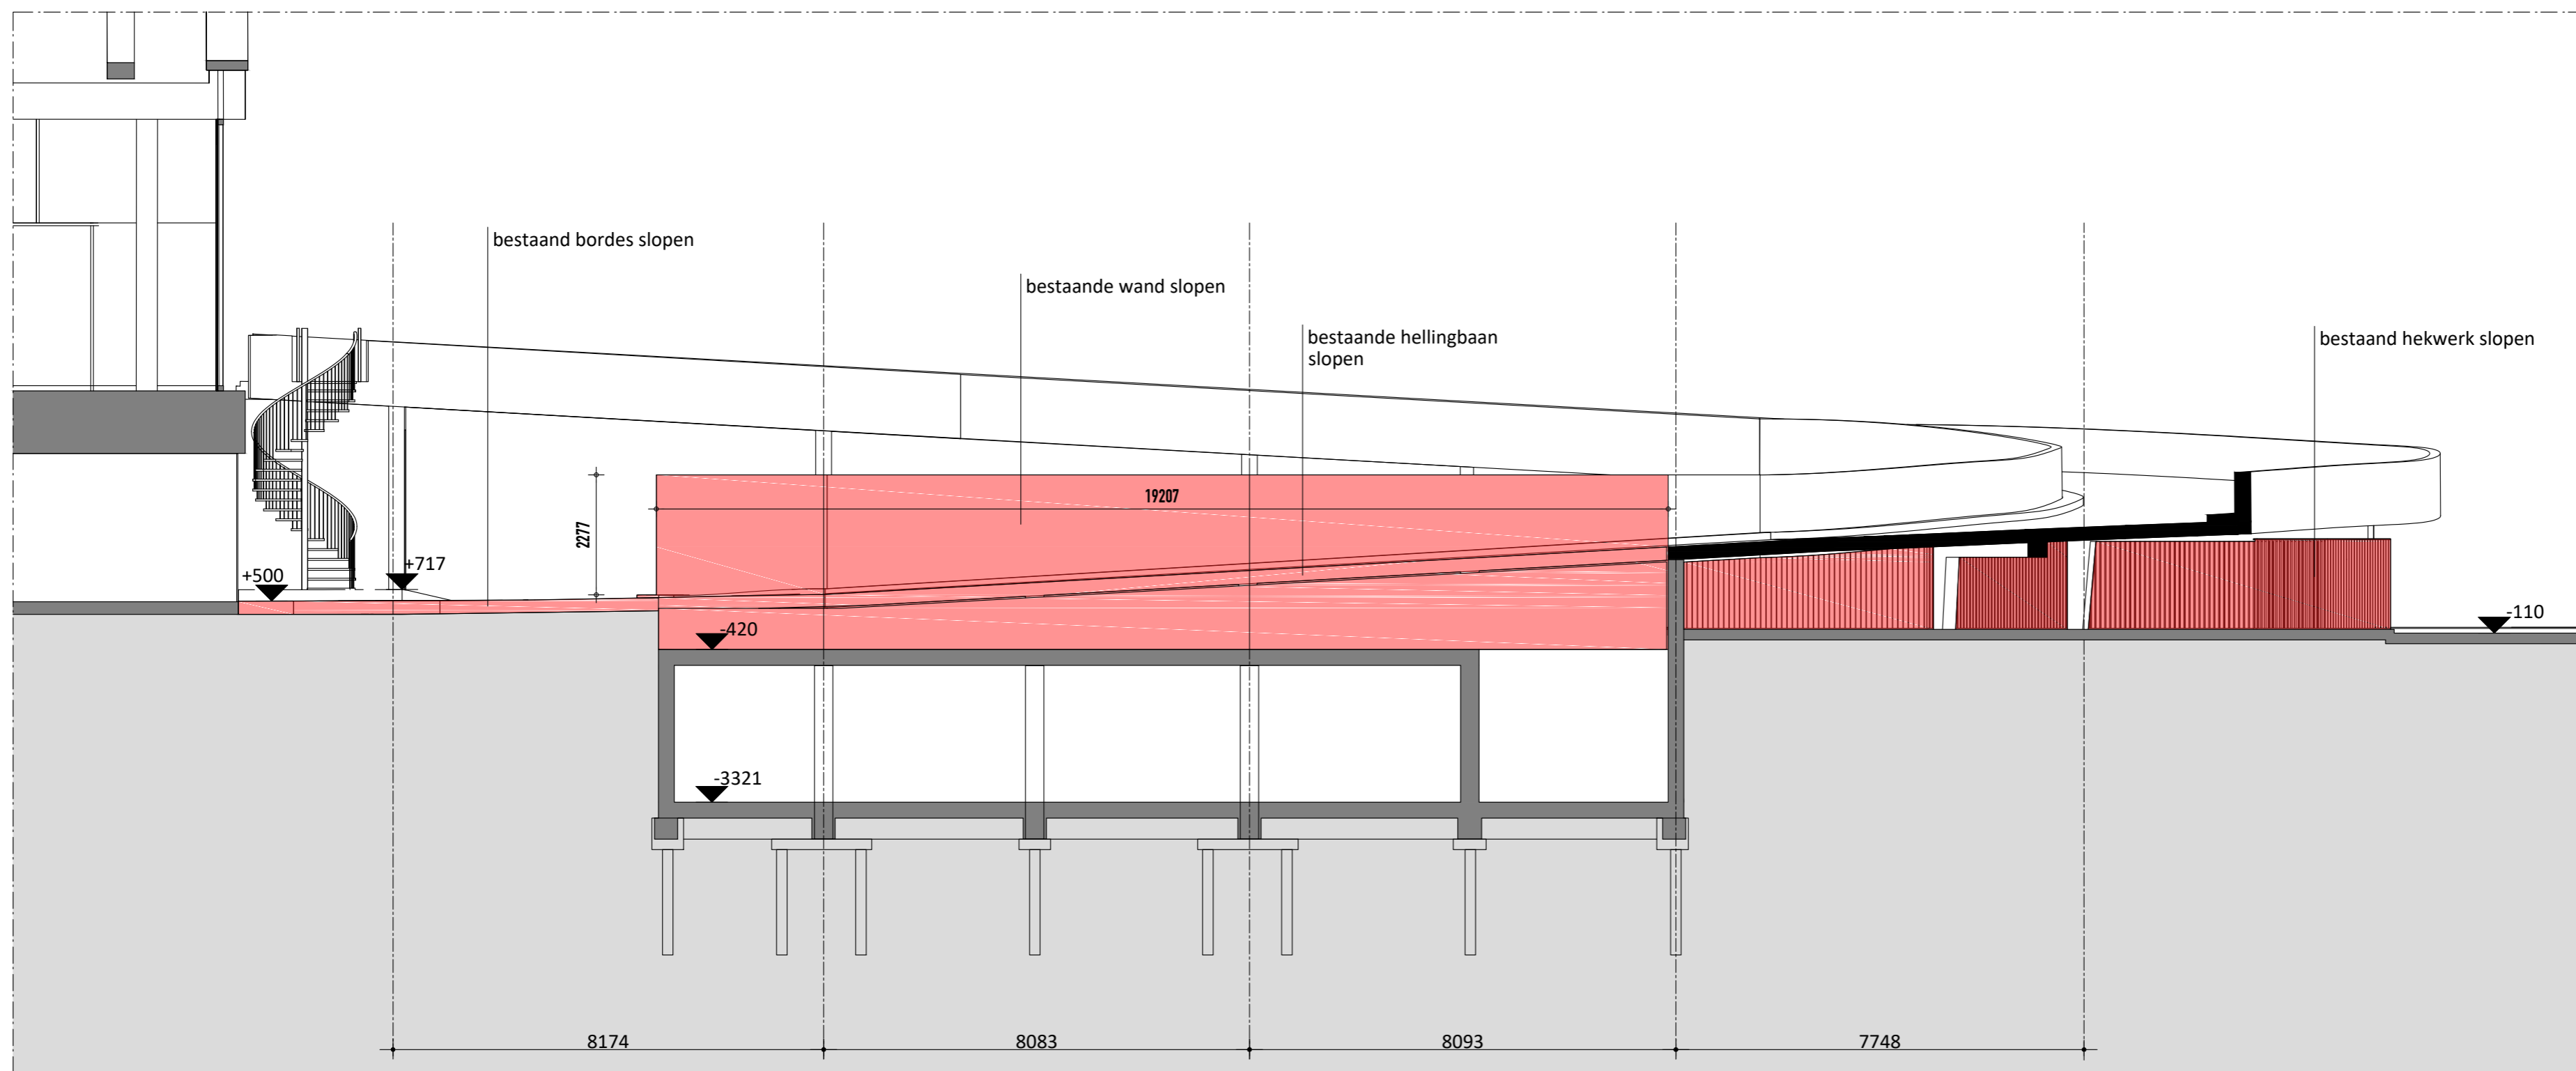 bestaand bordes slopen
bestaande wand slopen
bestaande hellingbaan
slopen
bestaand hekwerk slopen
19207
2277
+717
+500
-110
-420
-3321
8174
8083
8093
7748